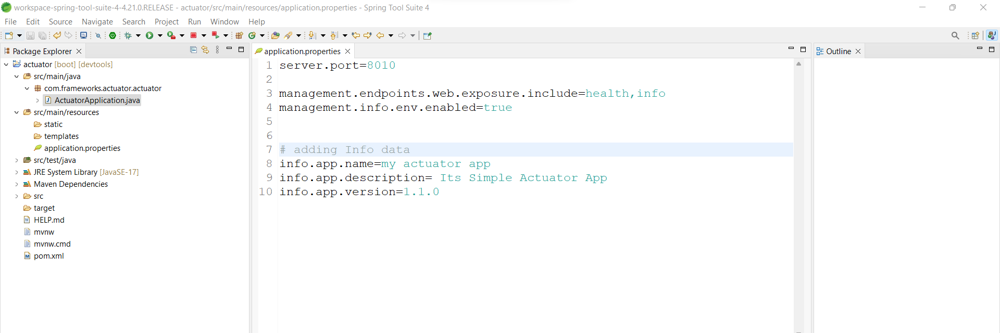 workspace-spring-tool-suite-4-4.21.0.RELEASE - actuator/src/main/resources/application.properties - Spring Tool Suite 4
File Edit Source Navigate Search Project Run Window Help
Package Explorer
actuator [boot] [devtools]
src/main/java
com.frameworks.actuator.actuator
ActuatorApplication.java
src/main/resources
static
templates
application.properties
src/test/java
JRE System Library [JavaSE-17]
Maven Dependencies
src
target
HELP.md
mvnw
mvnw.cmd
pom.xml
application.properties
1 server.port=8010
2
3 management.endpoints.web.exposure.include=health,info
4 management.info.env.enabled=true
5
6
7 # adding Info data
8 info.app.name=my actuator app
9 info.app.description= Its Simple Actuator App
10 info.app.version=1.1.0
Outline